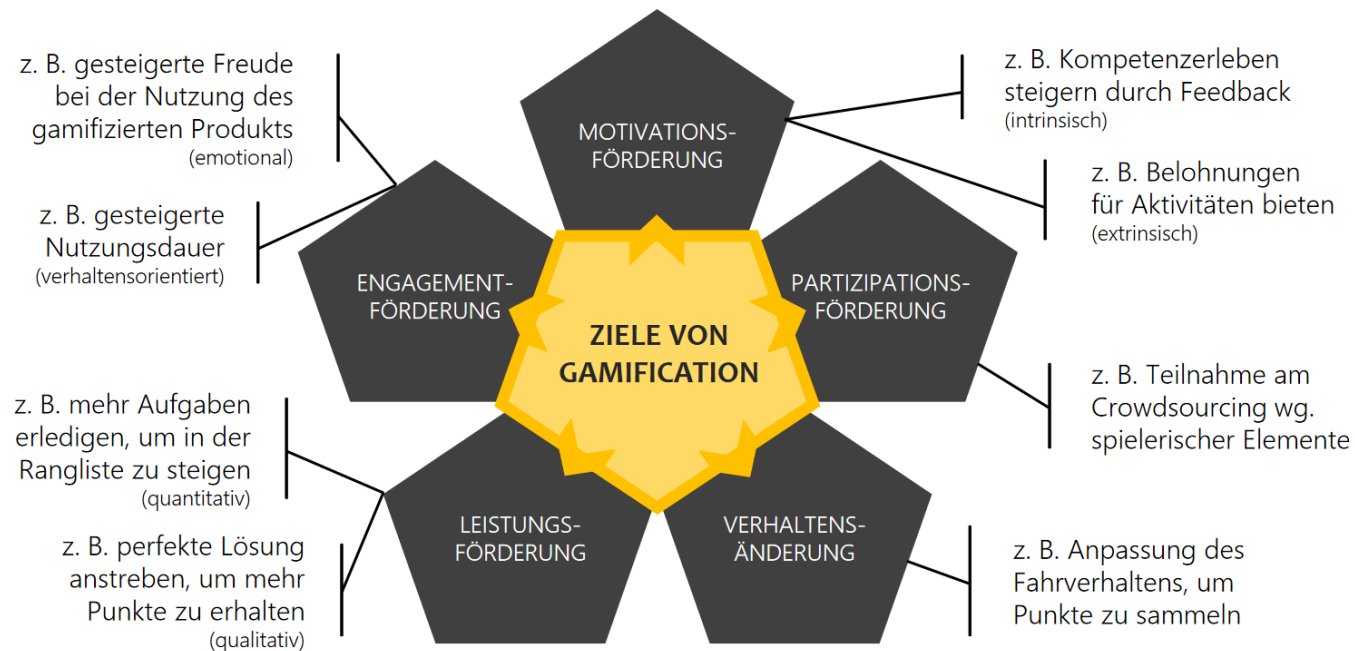 z. B. gesteigerte Freude
bei der Nutzung des
gamifizierten Produkts
(emotional)
z. B. gesteigerte
Nutzungsdauer
(verhaltensorientiert)
z. B. mehr Aufgaben
erledigen, um in der
Rangliste zu steigen
(quantitativ)
z. B. perfekte Lösung
anstreben, um mehr
Punkte zu erhalten
(qualitativ)
MOTIVATIONS-
FÖRDERUNG
ENGAGEMENT-
FÖRDERUNG
PARTIZIPATIONS-
FÖRDERUNG
ZIELE VON
GAMIFICATION
LEISTUNGS-
FÖRDERUNG
VERHALTENS-
ÄNDERUNG
z. B. Kompetenzerleben
steigern durch Feedback
(intrinsisch)
z. B. Belohnungen
für Aktivitäten bieten
(extrinsisch)
z. B. Teilnahme am
Crowdsourcing wg.
spielerischer Elemente
z. B. Anpassung des
Fahrverhaltens, um
Punkte zu sammeln